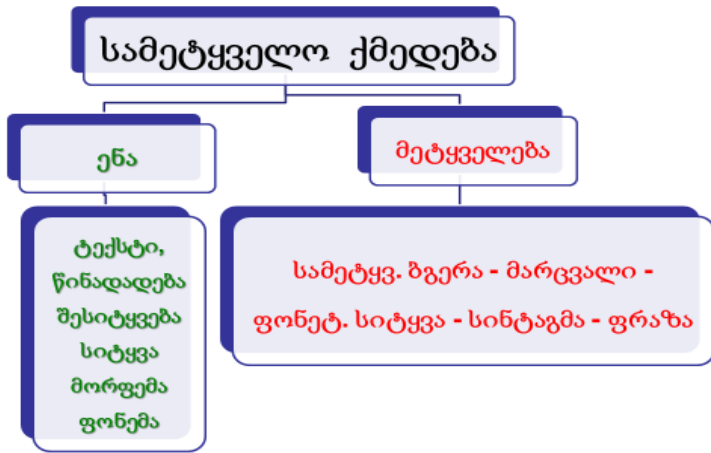 სამეტყველო ქმედება
ენა
მეტყველება
ტექსტი,
წინადადება
შესიტყვება
სიტყვა
მორფემა
ფონემა
სამეტყვ. ბგერა - მარცვალი -
ფონეტ. სიტყვა - სინტაგმა - ფრაზა